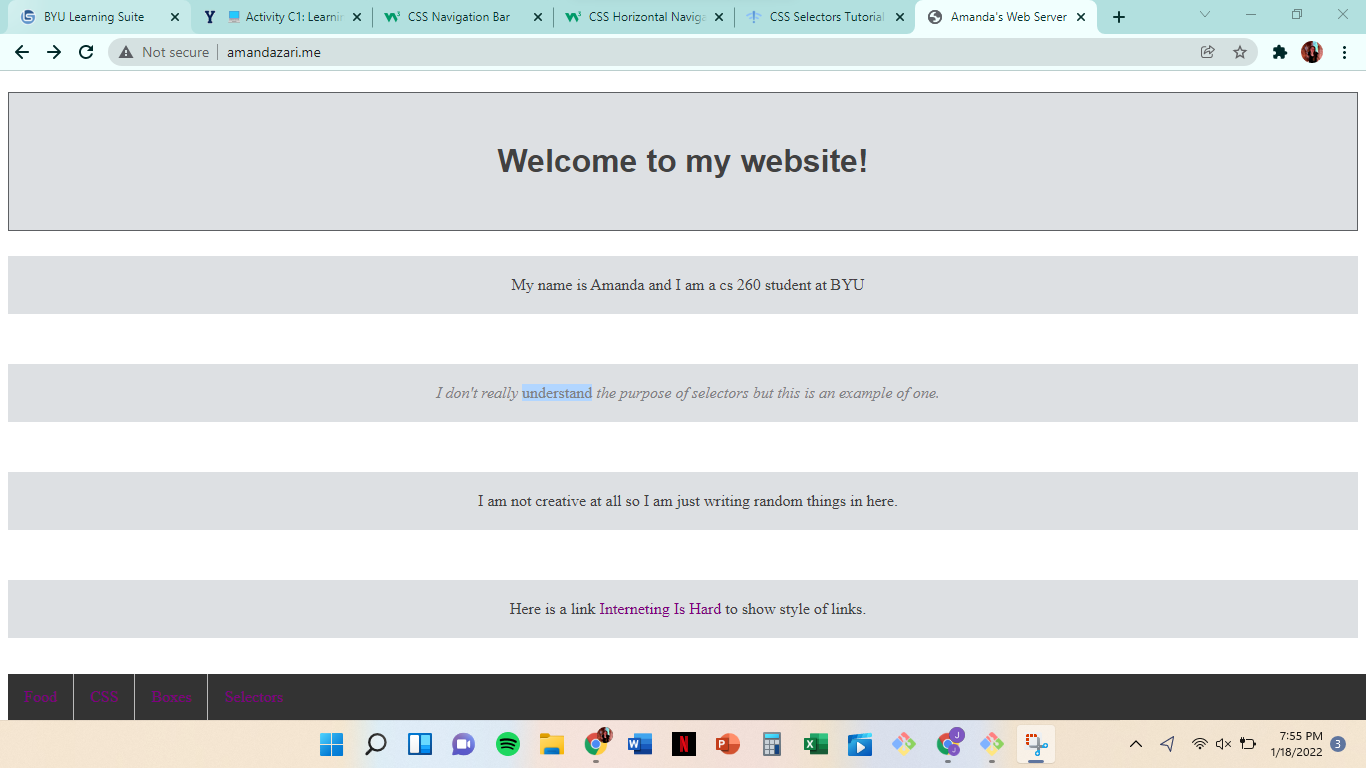 BYU Learning Suite
Activity C1: Learnin
CSS Navigation Bar
CSS Horizontal Naviga
CSS Selectors Tutorial
Amanda's Web Server
Not secure
amandazari.me
Welcome to my website!
My name is Amanda and I am a cs 260 student at BYU
I don't really understand the purpose of selectors but this is an example of one.
I am not creative at all so I am just writing random things in here.
Here is a link Interneting Is Hard to show style of links.
Food CSS Boxes Selectors
7:55 PM
1/18/2022
3